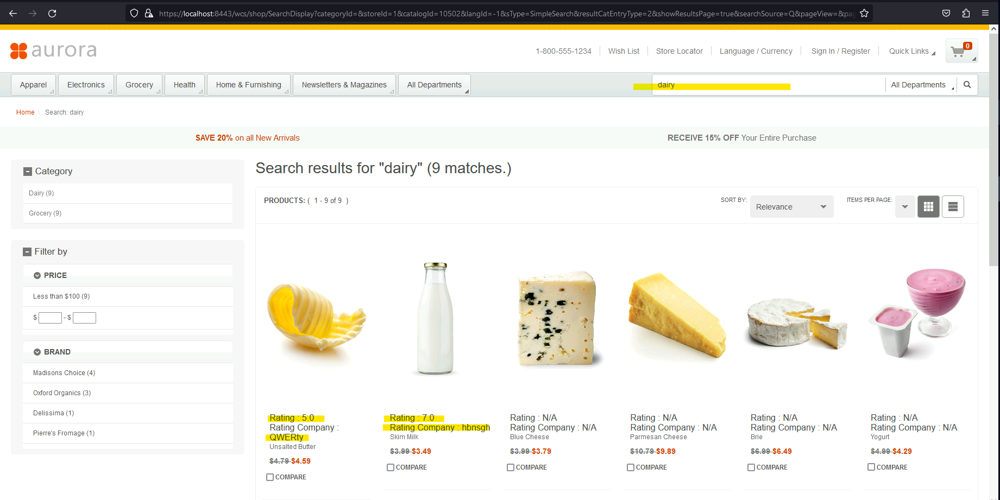 https://localhost:8443/wcs/shop/SearchDisplay?categoryId=&storeId=1&catalogId=10502&langId=-1&sType=SimpleSearch&resultCatEntryType=2&showResultsPage=true&searchSource=Q&pageView=&pag
aurora
1-800-555-1234 Wish List Store Locator Language / Currency Sign In / Register Quick Links 0
Apparel Electronics Grocery Health Home & Furnishing Newsletters & Magazines All Departments dairy All Departments
Home \ Search: dairy
SAVE 20% on all New Arrivals RECEIVE 15% OFF Your Entire Purchase
Category
Dairy (9)
Grocery (9)
Filter by
PRICE
Less than $100 (9)
$ - $
BRAND
Madisons Choice (4)
Oxford Organics (3)
Delissima (1)
Pierre's Fromage (1)
Search results for "dairy" (9 matches.)
PRODUCTS: ( 1 - 9 of 9 ) SORT BY: Relevance ITEMS PER PAGE:
Rating : 5.0
Rating Company :
QWERty
Unsalted Butter
$4.79 $4.59
COMPARE
Rating : 7.0
Rating Company : hbnsgh
Skim Milk
$3.99 $3.49
COMPARE
Rating : N/A
Rating Company : N/A
Blue Cheese
$3.99 $3.79
COMPARE
Rating : N/A
Rating Company : N/A
Parmesan Cheese
$10.79 $9.89
COMPARE
Rating : N/A
Rating Company : N/A
Brie
$6.99 $6.49
COMPARE
Rating : N/A
Rating Company : N/A
Yogurt
$4.99 $4.29
COMPARE